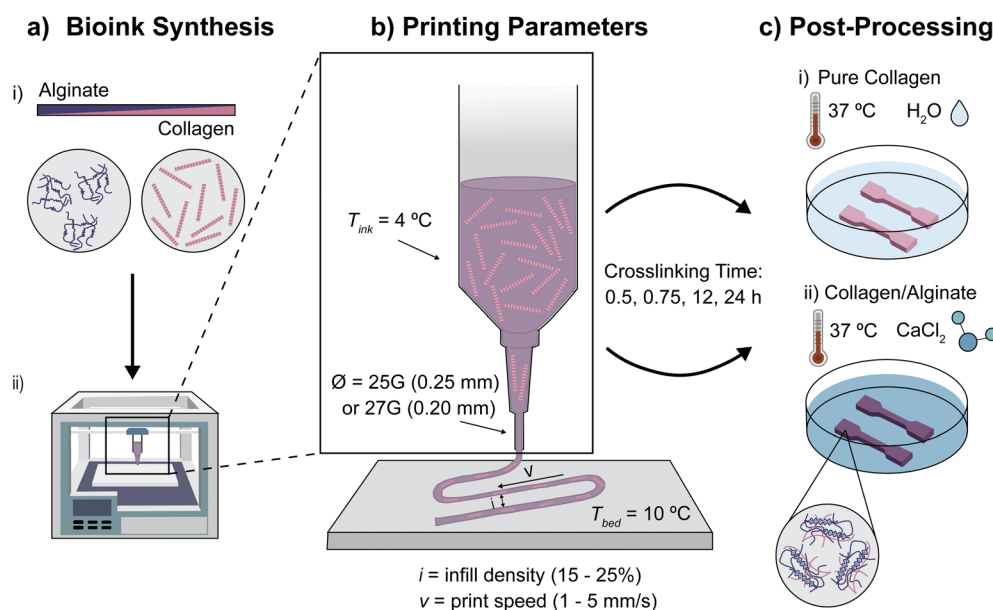 a) Bioink Synthesis
i)
Alginate
Collagen
ii)
b) Printing Parameters
T_ink = 4 ºC
Ø = 25G (0.25 mm)
or 27G (0.20 mm)
v
i
T_bed = 10 ºC
i = infill density (15 - 25%)
v = print speed (1 - 5 mm/s)
Crosslinking Time:
0.5, 0.75, 12, 24 h
c) Post-Processing
i) Pure Collagen
37 ºC H₂O
ii) Collagen/Alginate
37 ºC CaCl₂